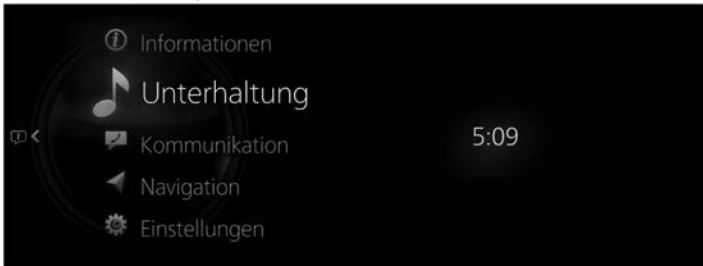 Informationen
Unterhaltung
Kommunikation
5:09
Navigation
Einstellungen